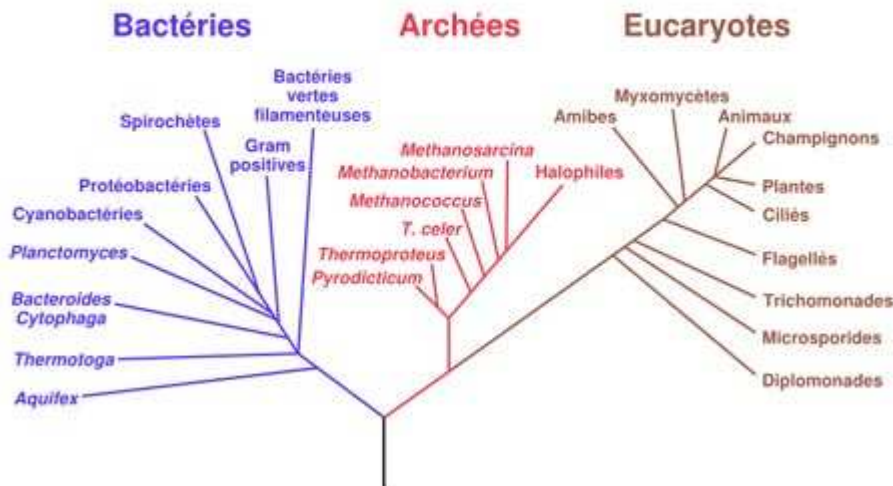 Bactéries
Archées
Eucaryotes
Bactéries
vertes
filamenteuses
Spirochètes
Gram
positives
Protéobactéries
Cyanobactéries
Planctomyces
Bacteroides
Cytophaga
Thermotoga
Aquifex
Methanosarcina
Methanobacterium
Halophiles
Methanococcus
T. celer
Thermoproteus
Pyrodicticum
Myxomycètes
Amibes
Animaux
Champignons
Plantes
Ciliés
Flagellés
Trichomonades
Microsporides
Diplomonades